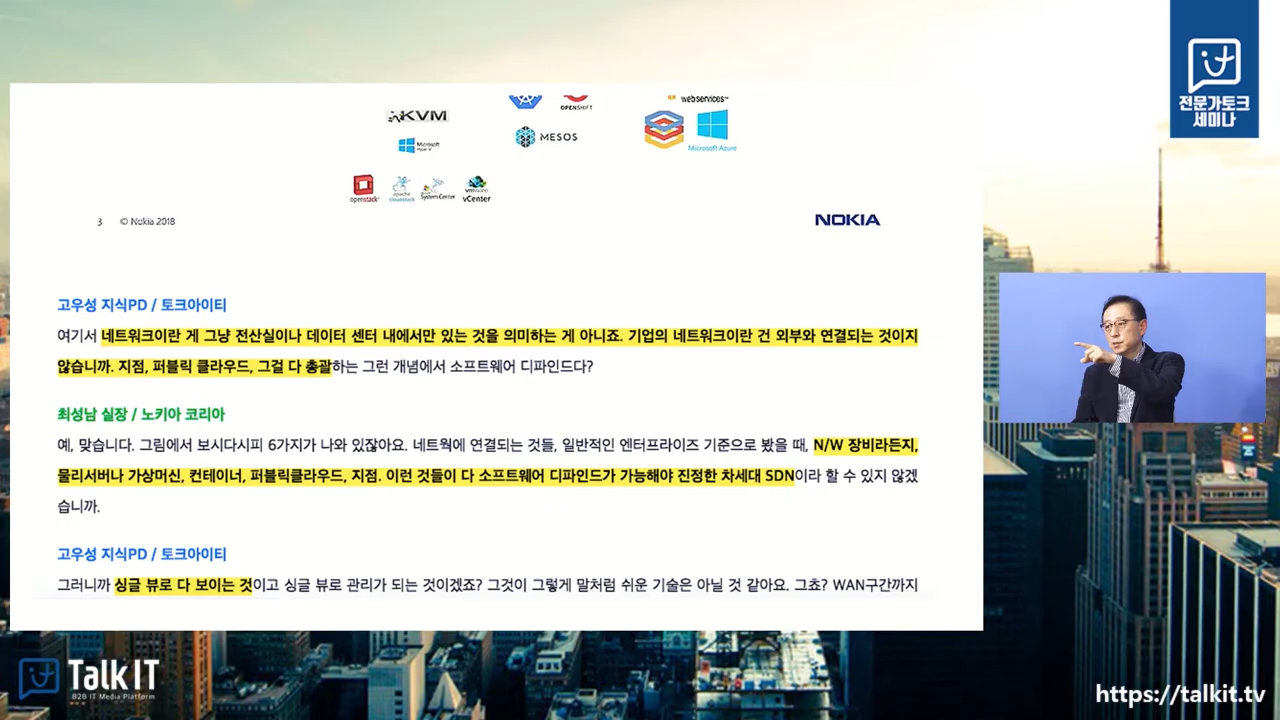 전문가토크
세미나
KVM
OPENSHIFT
webservices™
MESOS
Microsoft
Hyper-V
Microsoft Azure
openstack
apache
cloudstack
System Center
vmware
vCenter
3 © Nokia 2018
NOKIA
고우성 지식PD / 토크아이티
여기서 네트워크이란 게 그냥 전산실이나 데이터 센터 내에서만 있는 것을 의미하는 게 아니죠. 기업의 네트워크이란 건 외부와 연결되는 것이지
않습니까. 지점, 퍼블릭 클라우드, 그걸 다 총괄하는 그런 개념에서 소프트웨어 디파인드다?
최성남 실장 / 노키아 코리아
예, 맞습니다. 그림에서 보시다시피 6가지가 나와 있잖아요. 네트웍에 연결되는 것들, 일반적인 엔터프라이즈 기준으로 봤을 때, N/W 장비라든지,
물리서버나 가상머신, 컨테이너, 퍼블릭클라우드, 지점. 이런 것들이 다 소프트웨어 디파인드가 가능해야 진정한 차세대 SDN이라 할 수 있지 않겠
습니까.
고우성 지식PD / 토크아이티
그러니까 싱글 뷰로 다 보이는 것이고 싱글 뷰로 관리가 되는 것이겠죠? 그것이 그렇게 말처럼 쉬운 기술은 아닐 것 같아요. 그쵸? WAN구간까지
Talk IT
B2B IT Media Platform
https://talkit.tv